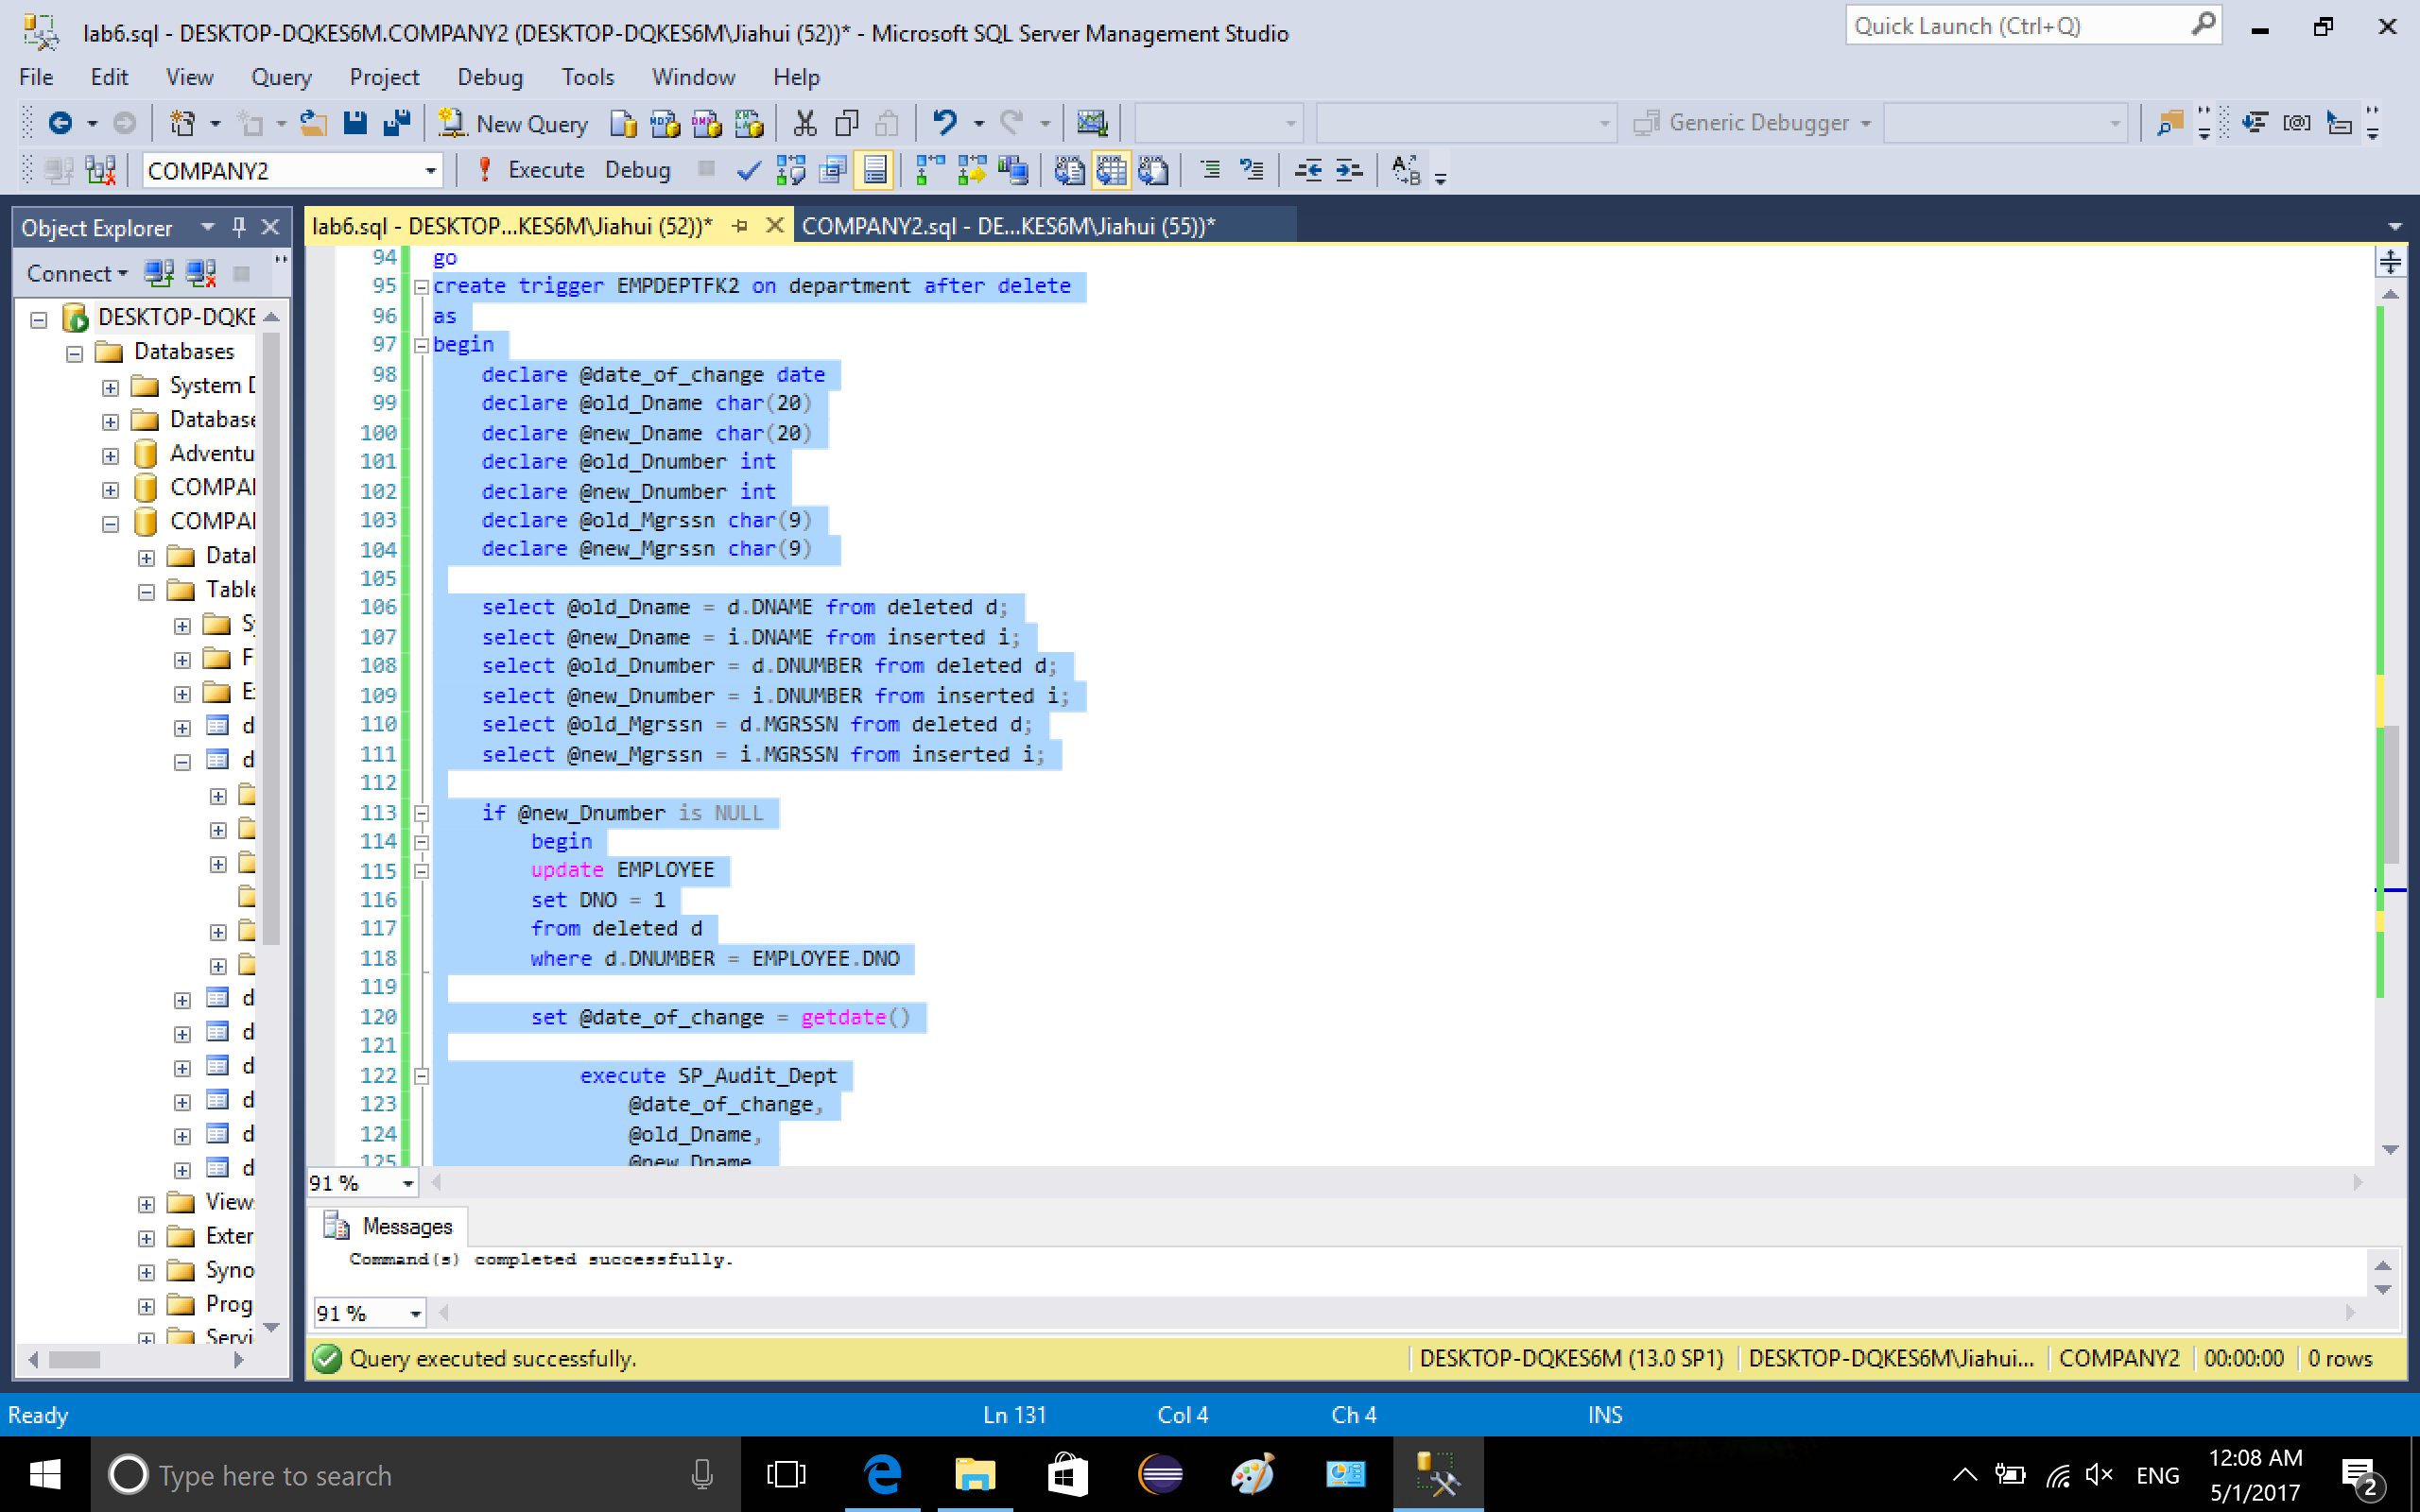 lab6.sql - DESKTOP-DQKES6M.COMPANY2 (DESKTOP-DQKES6M\Jiahui (52))* - Microsoft SQL Server Management Studio
Quick Launch (Ctrl+Q)
File Edit View Query Project Debug Tools Window Help
New Query
Generic Debugger
COMPANY2
Execute Debug
Object Explorer
lab6.sql - DESKTOP...KES6M\Jiahui (52))*
COMPANY2.sql - DE...KES6M\Jiahui (55))*
Connect
DESKTOP-DQKE
Databases
System D
Database
Adventu
COMPA
COMPA
Datal
Table
S
F
E
d
d
d
d
d
d
d
d
View
Exter
Syno
Prog
Servi
94 go
95 create trigger EMPDEPTFK2 on department after delete
96 as
97 begin
98 declare @date_of_change date
99 declare @old_Dname char(20)
100 declare @new_Dname char(20)
101 declare @old_Dnumber int
102 declare @new_Dnumber int
103 declare @old_Mgrssn char(9)
104 declare @new_Mgrssn char(9)
105
106 select @old_Dname = d.DNAME from deleted d;
107 select @new_Dname = i.DNAME from inserted i;
108 select @old_Dnumber = d.DNUMBER from deleted d;
109 select @new_Dnumber = i.DNUMBER from inserted i;
110 select @old_Mgrssn = d.MGRSSN from deleted d;
111 select @new_Mgrssn = i.MGRSSN from inserted i;
112
113 if @new_Dnumber is NULL
114 begin
115 update EMPLOYEE
116 set DNO = 1
117 from deleted d
118 where d.DNUMBER = EMPLOYEE.DNO
119
120 set @date_of_change = getdate()
121
122 execute SP_Audit_Dept
123 @date_of_change,
124 @old_Dname,
125 @new_Dname
91 %
Messages
Command(s) completed successfully.
91 %
Query executed successfully.
DESKTOP-DQKES6M (13.0 SP1)
DESKTOP-DQKES6M\Jiahui...
COMPANY2
00:00:00
0 rows
Ready
Ln 131
Col 4
Ch 4
INS
Type here to search
ENG
12:08 AM
5/1/2017
2